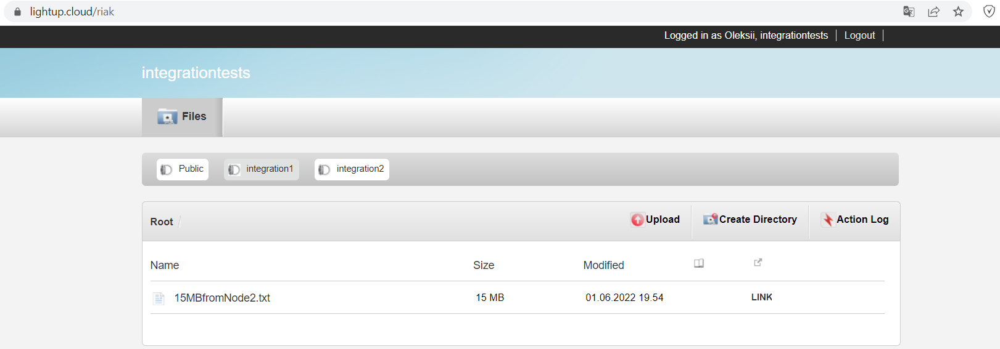 lightup.cloud/riak
Logged in as Oleksii, integrationtests Logout
integrationtests
Files
Public integration1 integration2
Root / Upload Create Directory Action Log
Name Size Modified
15MBfromNode2.txt 15 MB 01.06.2022 19.54 LINK